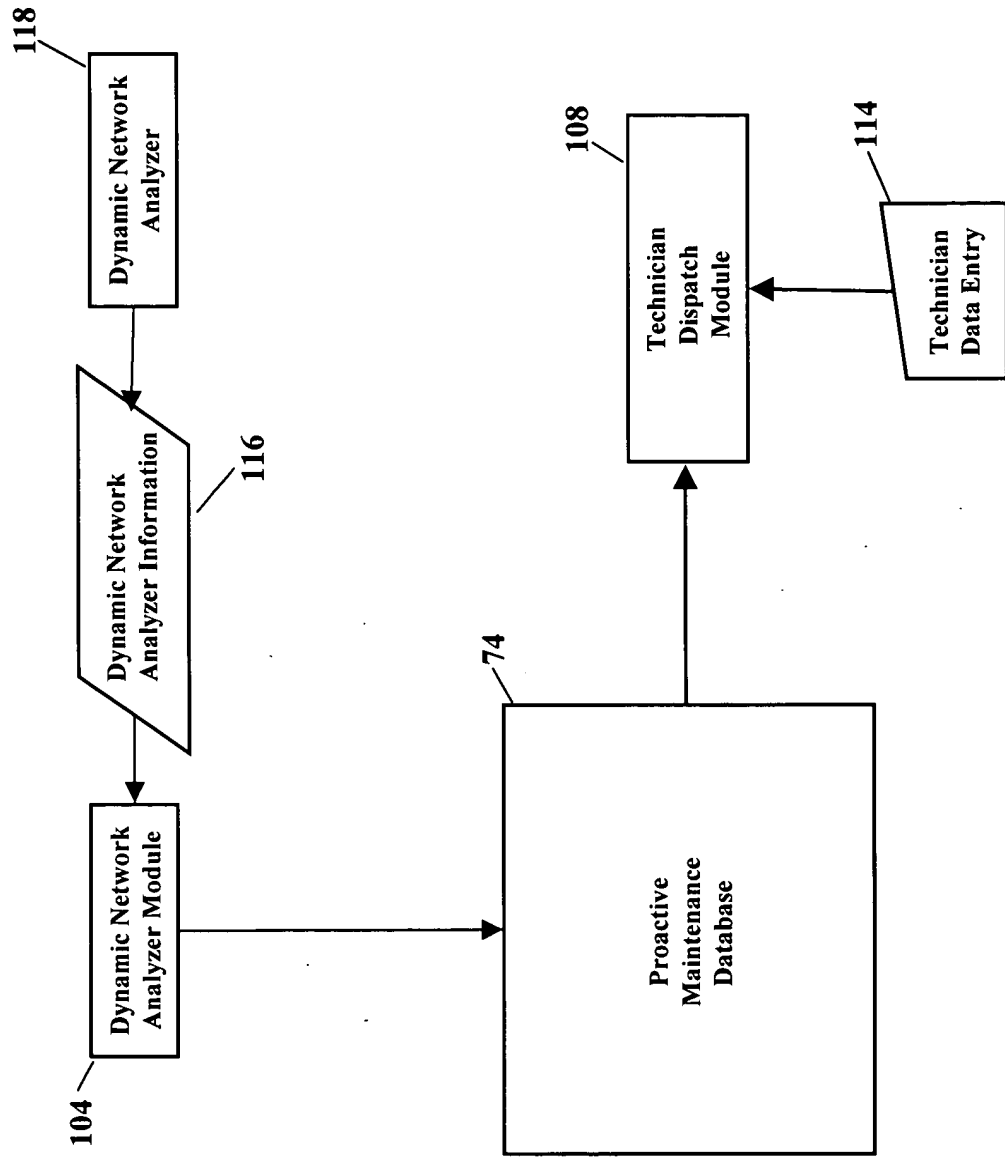 118
Dynamic Network
Analyzer
Dynamic Network
Analyzer Information
116
Dynamic Network
Analyzer Module
104
108
Technician
Dispatch
Module
114
Technician
Data Entry
74
Proactive
Maintenance
Database